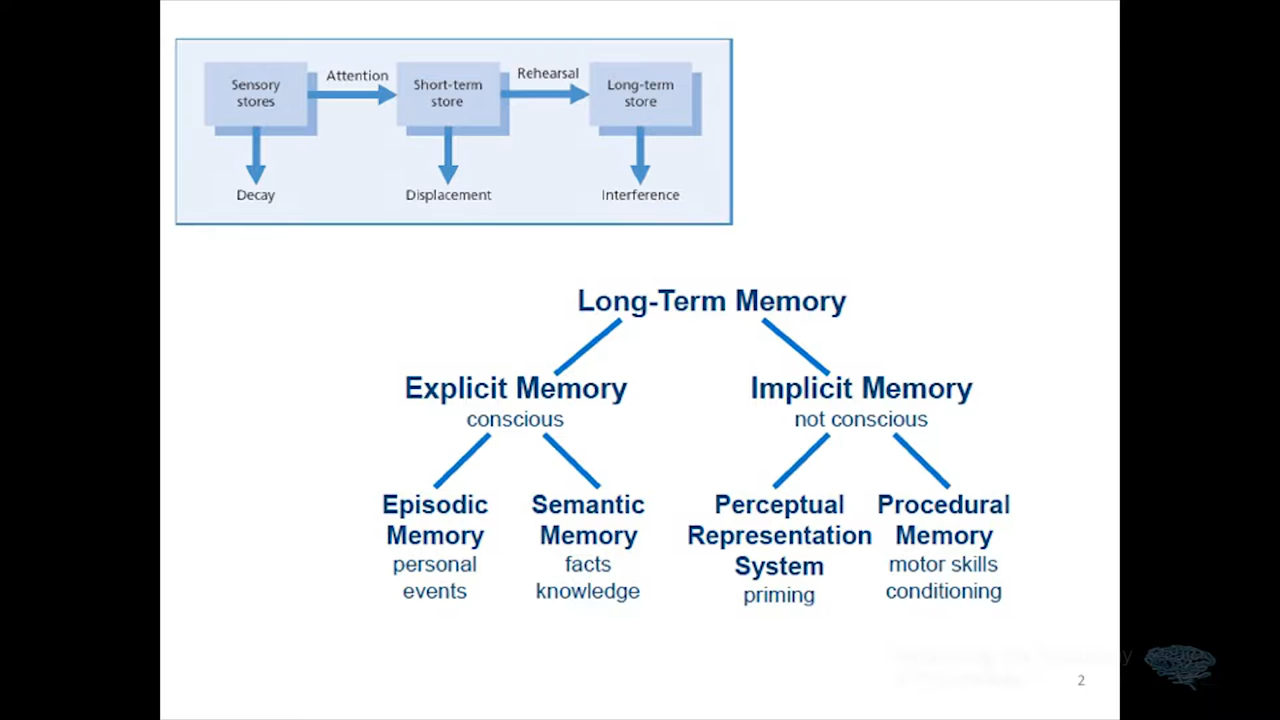 Sensory
stores
Attention
Short-term
store
Rehearsal
Long-term
store
Decay
Displacement
Interference
Long-Term Memory
Explicit Memory
conscious
Implicit Memory
not conscious
Episodic
Memory
personal
events
Semantic
Memory
facts
knowledge
Perceptual
Representation
System
priming
Procedural
Memory
motor skills
conditioning
2